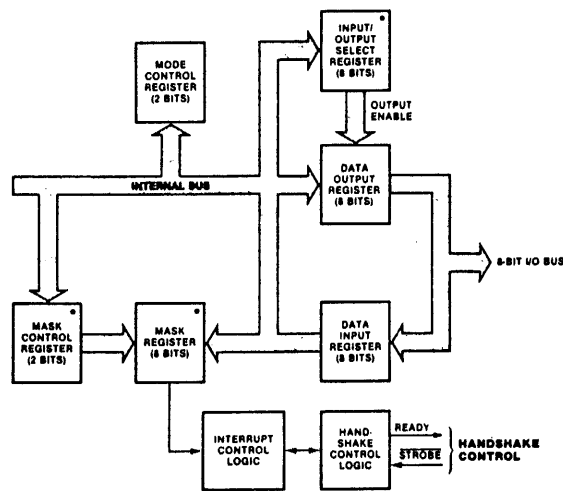 INPUT/
OUTPUT
SELECT
REGISTER
(8 BITS)
MODE
CONTROL
REGISTER
(2 BITS)
OUTPUT
ENABLE
INTERNAL BUS
DATA
OUTPUT
REGISTER
(8 BITS)
8-BIT I/O BUS
MASK
CONTROL
REGISTER
(2 BITS)
MASK
REGISTER
(8 BITS)
DATA
INPUT
REGISTER
(8 BITS)
INTERRUPT
CONTROL
LOGIC
HAND-
SHAKE
CONTROL
LOGIC
READY
STROBE
HANDSHAKE
CONTROL